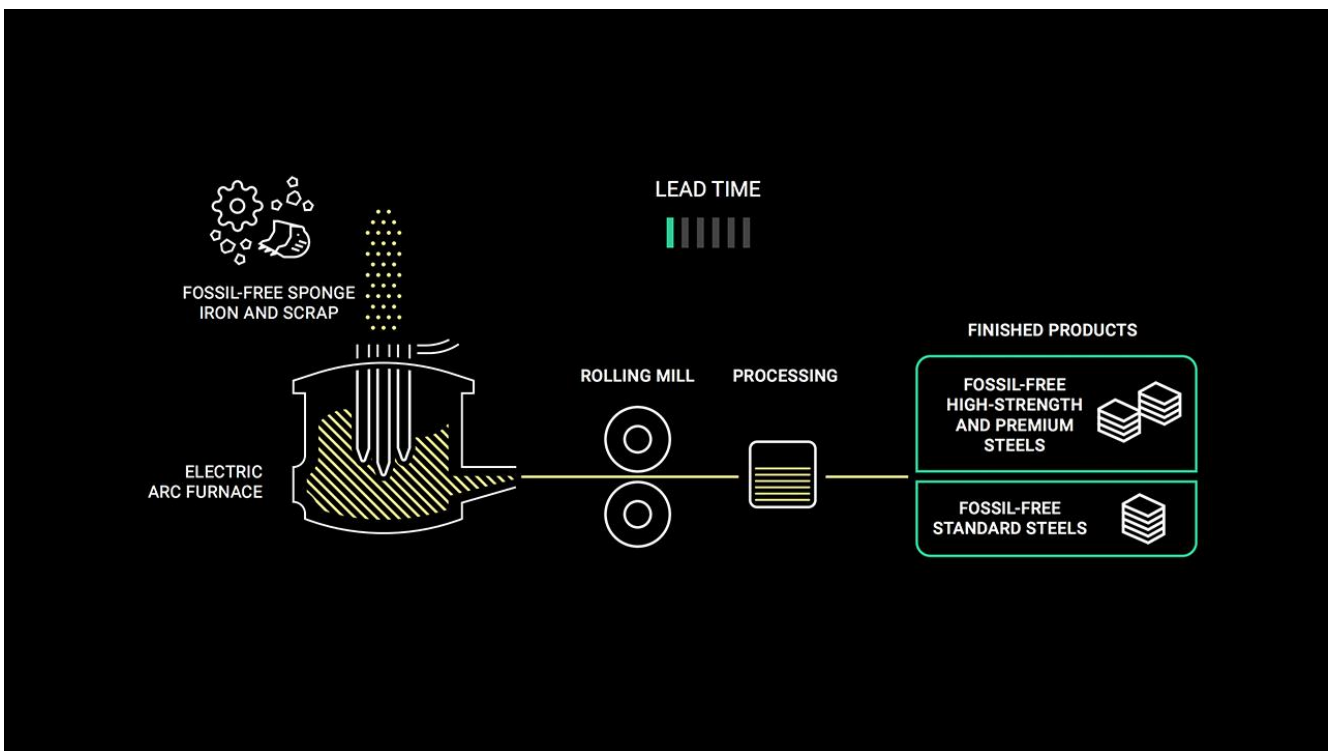 LEAD TIME
FOSSIL-FREE SPONGE
IRON AND SCRAP
ELECTRIC
ARC FURNACE
ROLLING MILL
PROCESSING
FINISHED PRODUCTS
FOSSIL-FREE
HIGH-STRENGTH
AND PREMIUM
STEELS
FOSSIL-FREE
STANDARD STEELS